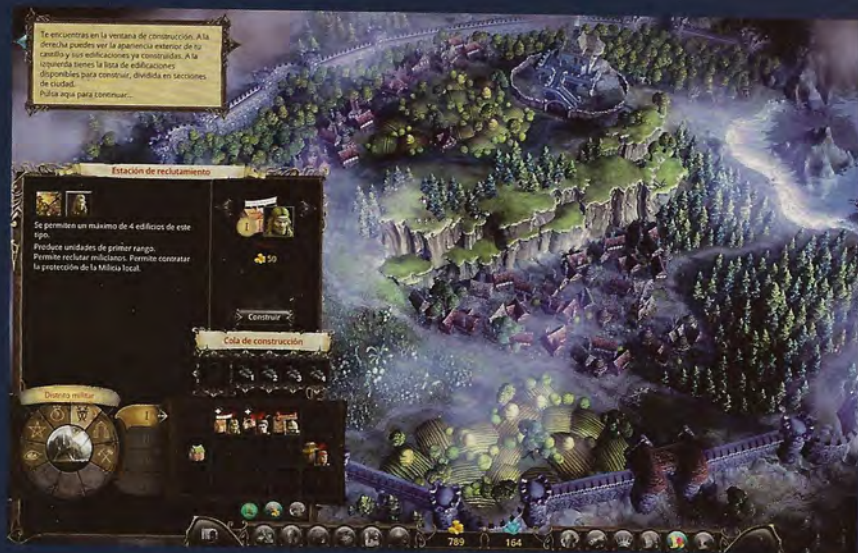 Te encuentras en la ventana de construcción. A la
derecha puedes ver la apariencia exterior de tu
castillo y sus edificaciones ya construidas. A la
izquierda tienes la lista de edificaciones
disponibles para construir, dividida en secciones
de ciudad.
Pulsa aquí para continuar...
Estación de reclutamiento
Se permiten un máximo de 4 edificios de este
tipo.
Produce unidades de primer rango.
Permite reclutar milicianos. Permite contratar
la protección de la Milicia local.
1
50
Construir
Cola de construcción
Distrito militar
1
789
164